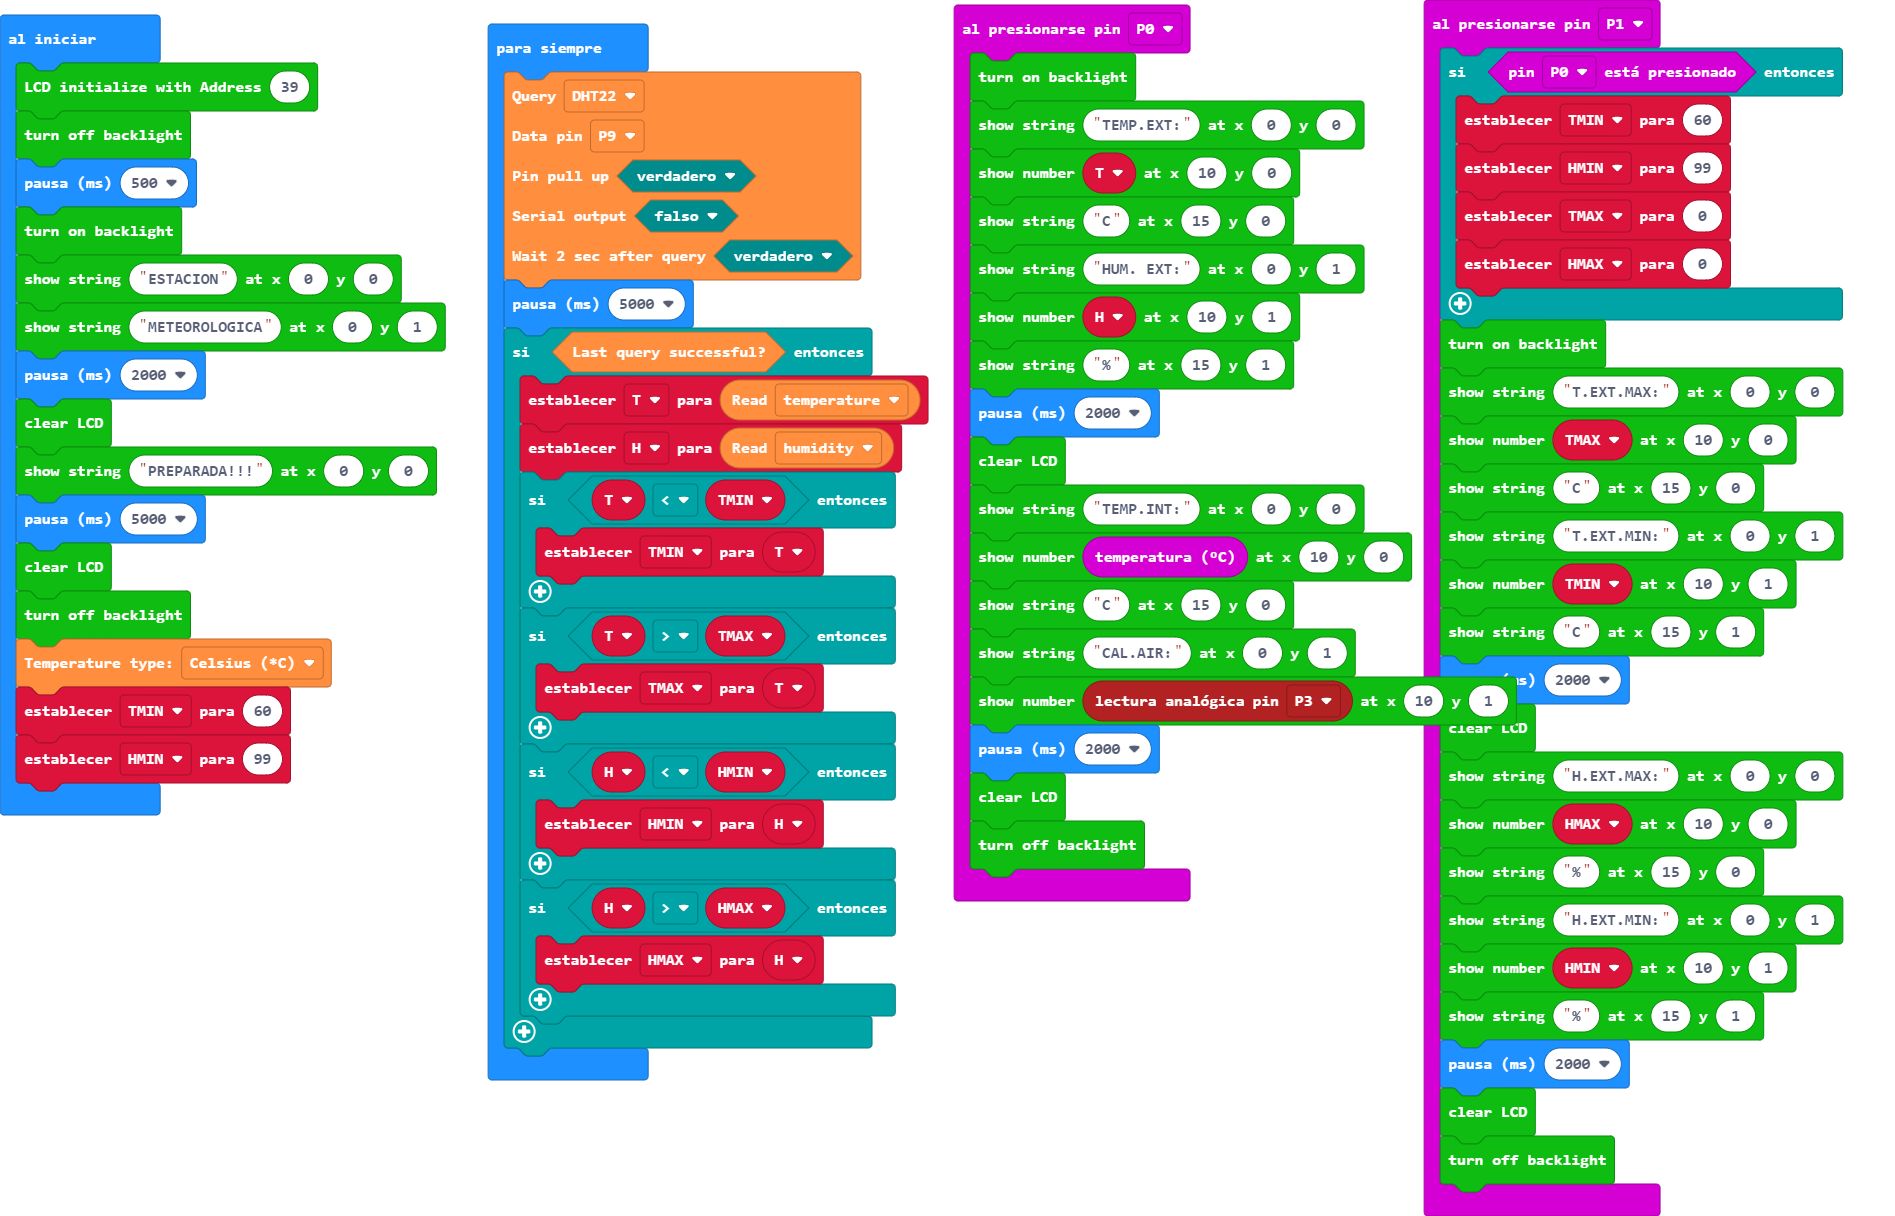 al iniciar
LCD initialize with Address 39
turn off backlight
pausa (ms) 500
turn on backlight
show string "ESTACION" at x 0 y 0
show string "METEOROLOGICA" at x 0 y 1
pausa (ms) 2000
clear LCD
show string "PREPARADA!!!" at x 0 y 0
pausa (ms) 5000
clear LCD
turn off backlight
Temperature type: Celsius (*C)
establecer TMIN para 60
establecer HMIN para 99
para siempre
Query DHT22
Data pin P9
Pin pull up verdadero
Serial output falso
Wait 2 sec after query verdadero
pausa (ms) 5000
si Last query successful? entonces
establecer T para Read temperature
establecer H para Read humidity
si T < TMIN entonces
establecer TMIN para T
si T > TMAX entonces
establecer TMAX para T
si H < HMIN entonces
establecer HMIN para H
si H > HMAX entonces
establecer HMAX para H
al presionarse pin P0
turn on backlight
show string "TEMP.EXT:" at x 0 y 0
show number T at x 10 y 0
show string "C" at x 15 y 0
show string "HUM. EXT:" at x 0 y 1
show number H at x 10 y 1
show string "%" at x 15 y 1
pausa (ms) 2000
clear LCD
show string "TEMP.INT:" at x 0 y 0
show number temperatura (ºC) at x 10 y 0
show string "C" at x 15 y 0
show string "CAL.AIR:" at x 0 y 1
show number lectura analógica pin P3 at x 10 y 1
pausa (ms) 2000
clear LCD
turn off backlight
al presionarse pin P1
si pin P0 está presionado entonces
establecer TMIN para 60
establecer HMIN para 99
establecer TMAX para 0
establecer HMAX para 0
turn on backlight
show string "T.EXT.MAX:" at x 0 y 0
show number TMAX at x 10 y 0
show string "C" at x 15 y 0
show string "T.EXT.MIN:" at x 0 y 1
show number TMIN at x 10 y 1
show string "C" at x 15 y 1
2000
clear LCD
show string "H.EXT.MAX:" at x 0 y 0
show number HMAX at x 10 y 0
show string "%" at x 15 y 0
show string "H.EXT.MIN:" at x 0 y 1
show number HMIN at x 10 y 1
show string "%" at x 15 y 1
pausa (ms) 2000
clear LCD
turn off backlight